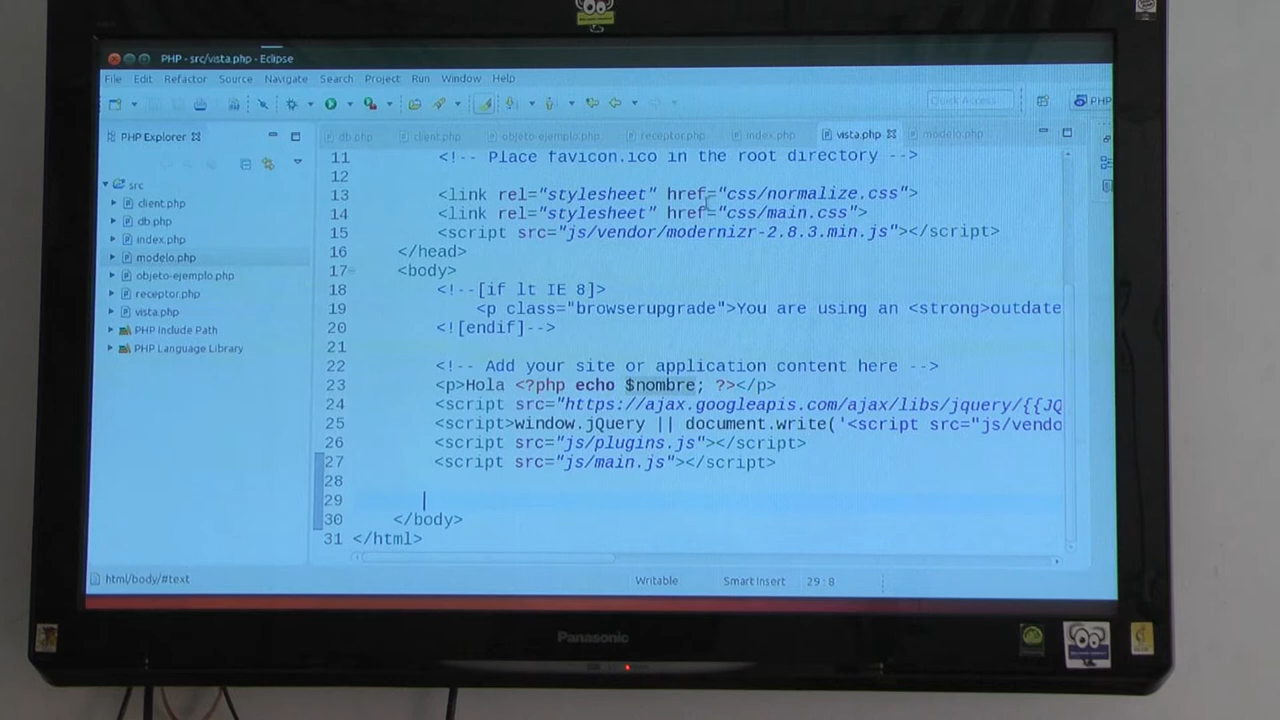 PHP - src/vista.php - Eclipse
File Edit Refactor Source Navigate Search Project Run Window Help
Quick Access PHP
PHP Explorer
db.php client.php objeto-ejemplo.php receptor.php index.php vista.php modelo.php
src
client.php
db.php
index.php
modelo.php
objeto-ejemplo.php
receptor.php
vista.php
PHP Include Path
PHP Language Library
11 <!-- Place favicon.ico in the root directory -->
12
13 <link rel="stylesheet" href="css/normalize.css">
14 <link rel="stylesheet" href="css/main.css">
15 <script src="js/vendor/modernizr-2.8.3.min.js"></script>
16 </head>
17 <body>
18 <!--[if lt IE 8]>
19 <p class="browserupgrade">You are using an <strong>outdate
20 <![endif]-->
21
22 <!-- Add your site or application content here -->
23 <p>Hola <?php echo $nombre; ?></p>
24 <script src="https://ajax.googleapis.com/ajax/libs/jquery/{{JQ
25 <script>window.jQuery || document.write('<script src="js/vendo
26 <script src="js/plugins.js"></script>
27 <script src="js/main.js"></script>
28
29
30 </body>
31 </html>
html/body/#text Writable Smart Insert 29:8
Panasonic